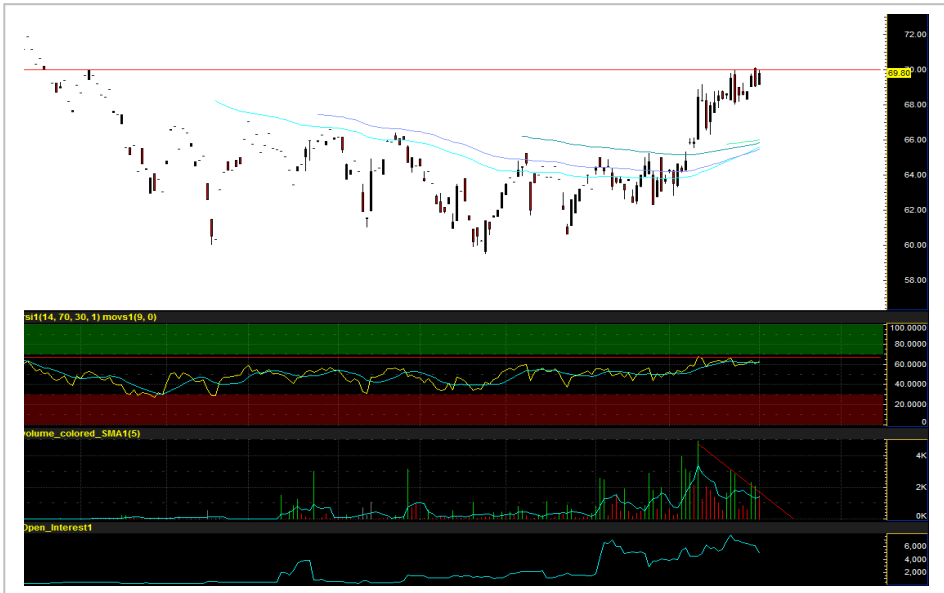 72.00
70.00
69.80
68.00
66.00
64.00
62.00
60.00
58.00
rsi1(14, 70, 30, 1) movs1(9, 0)
100.0000
80.0000
60.0000
40.0000
20.0000
0
volume_colored_SMA1(5)
4K
2K
0K
Open_Interest1
6,000
2,000